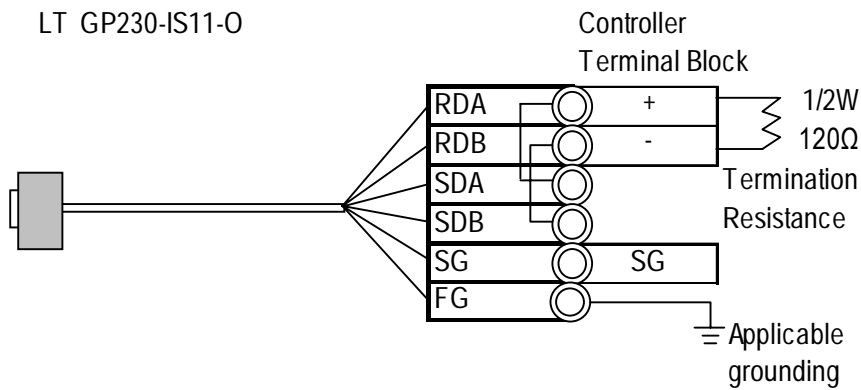 LT GP230-IS11-O
Controller
Terminal Block
RDA + 1/2W
RDB - 120Ω
SDA Termination
SDB Resistance
SG SG
FG
Applicable
grounding